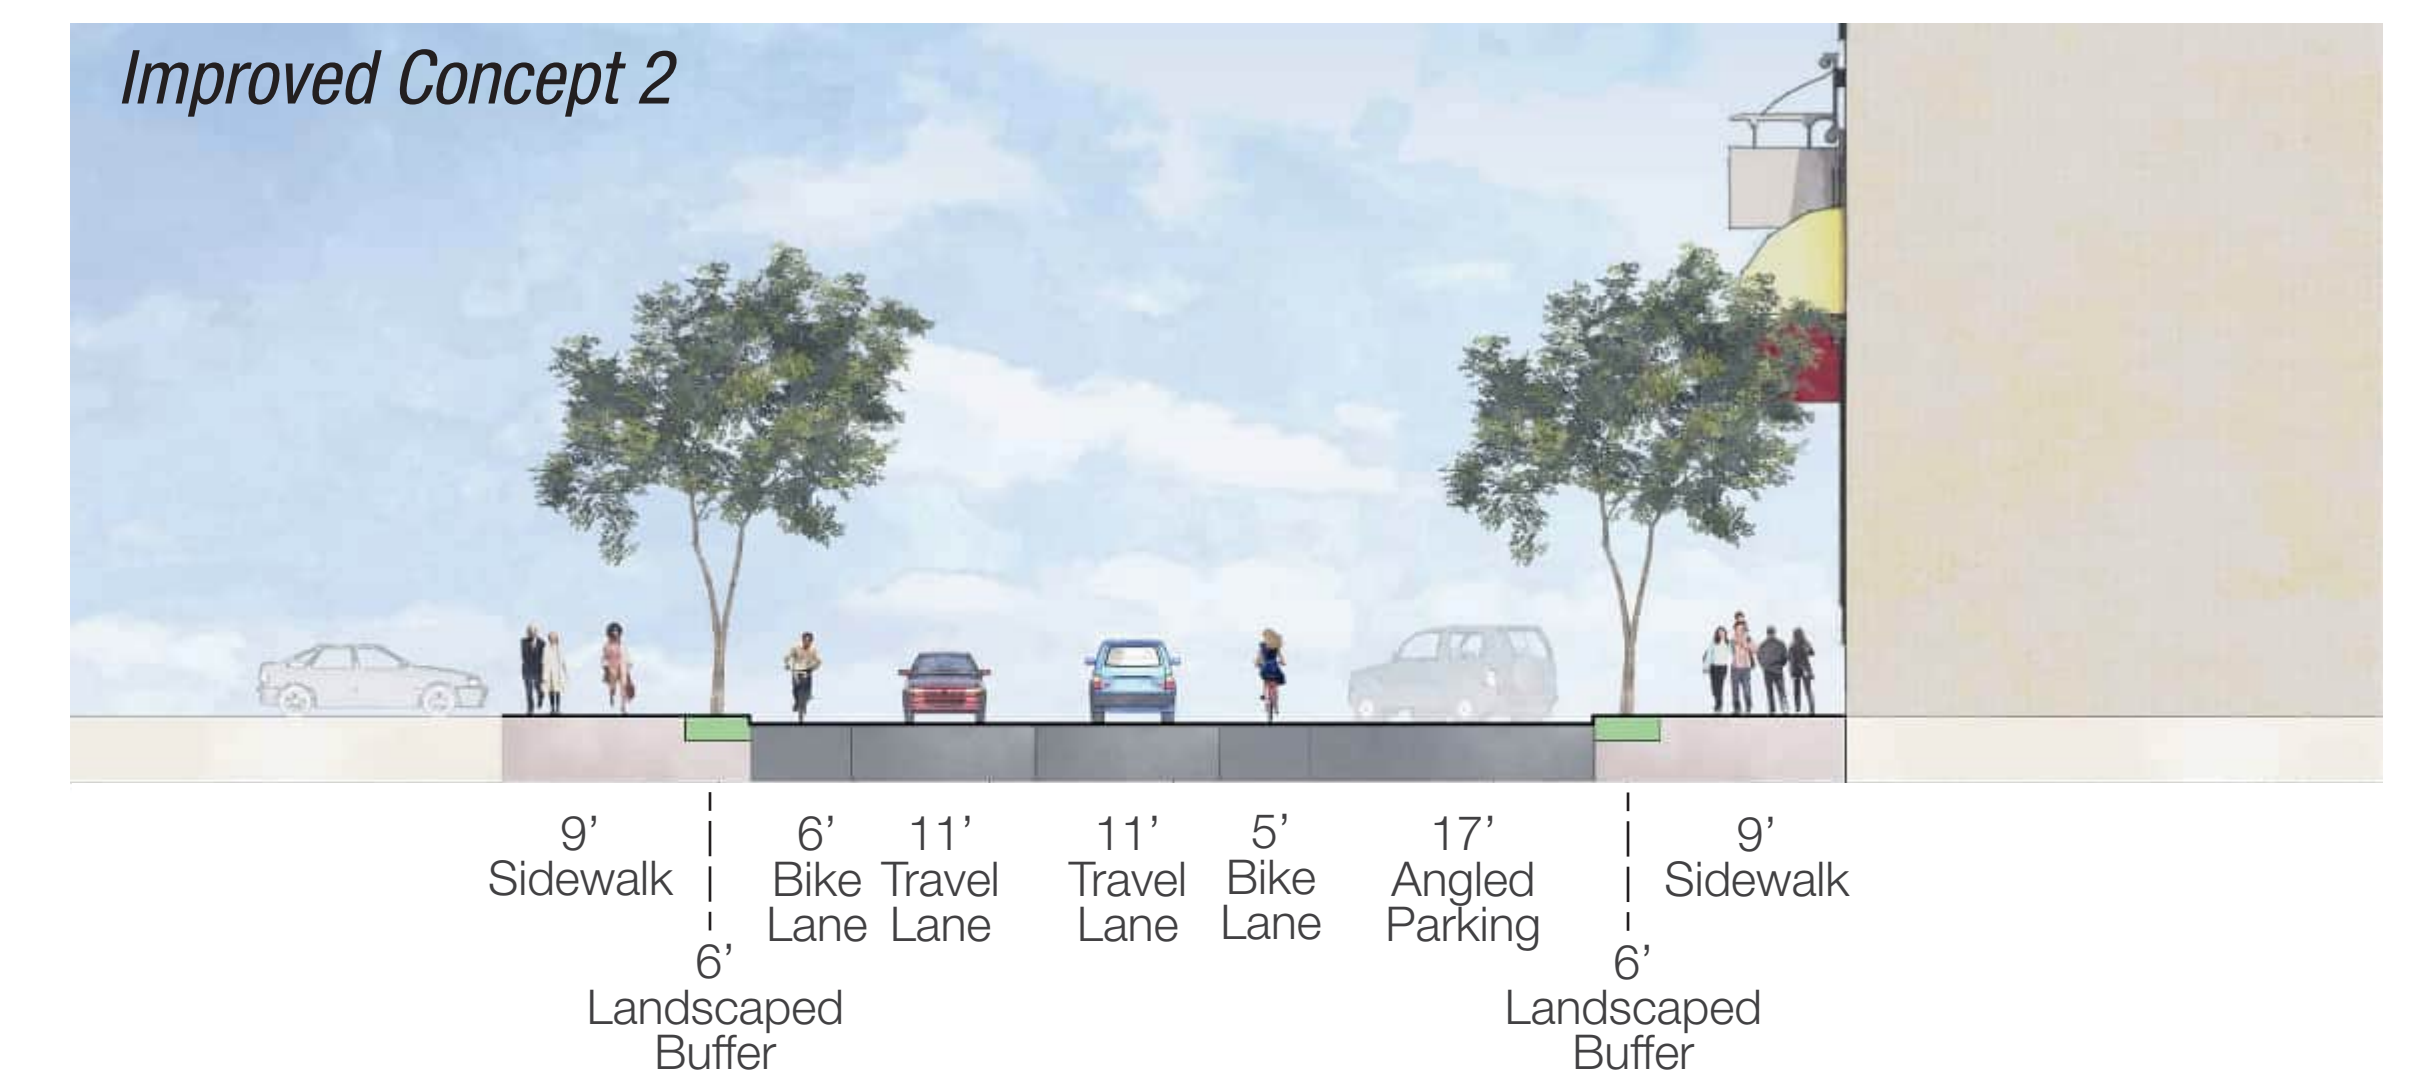 Improved Concept 2
9’
Sidewalk
6’
Landscaped
Buffer
6’
Bike
Lane
11’
Travel
Lane
11’
Travel
Lane
5’
Bike
Lane
17’
Angled
Parking
6’
Landscaped
Buffer
9’
Sidewalk